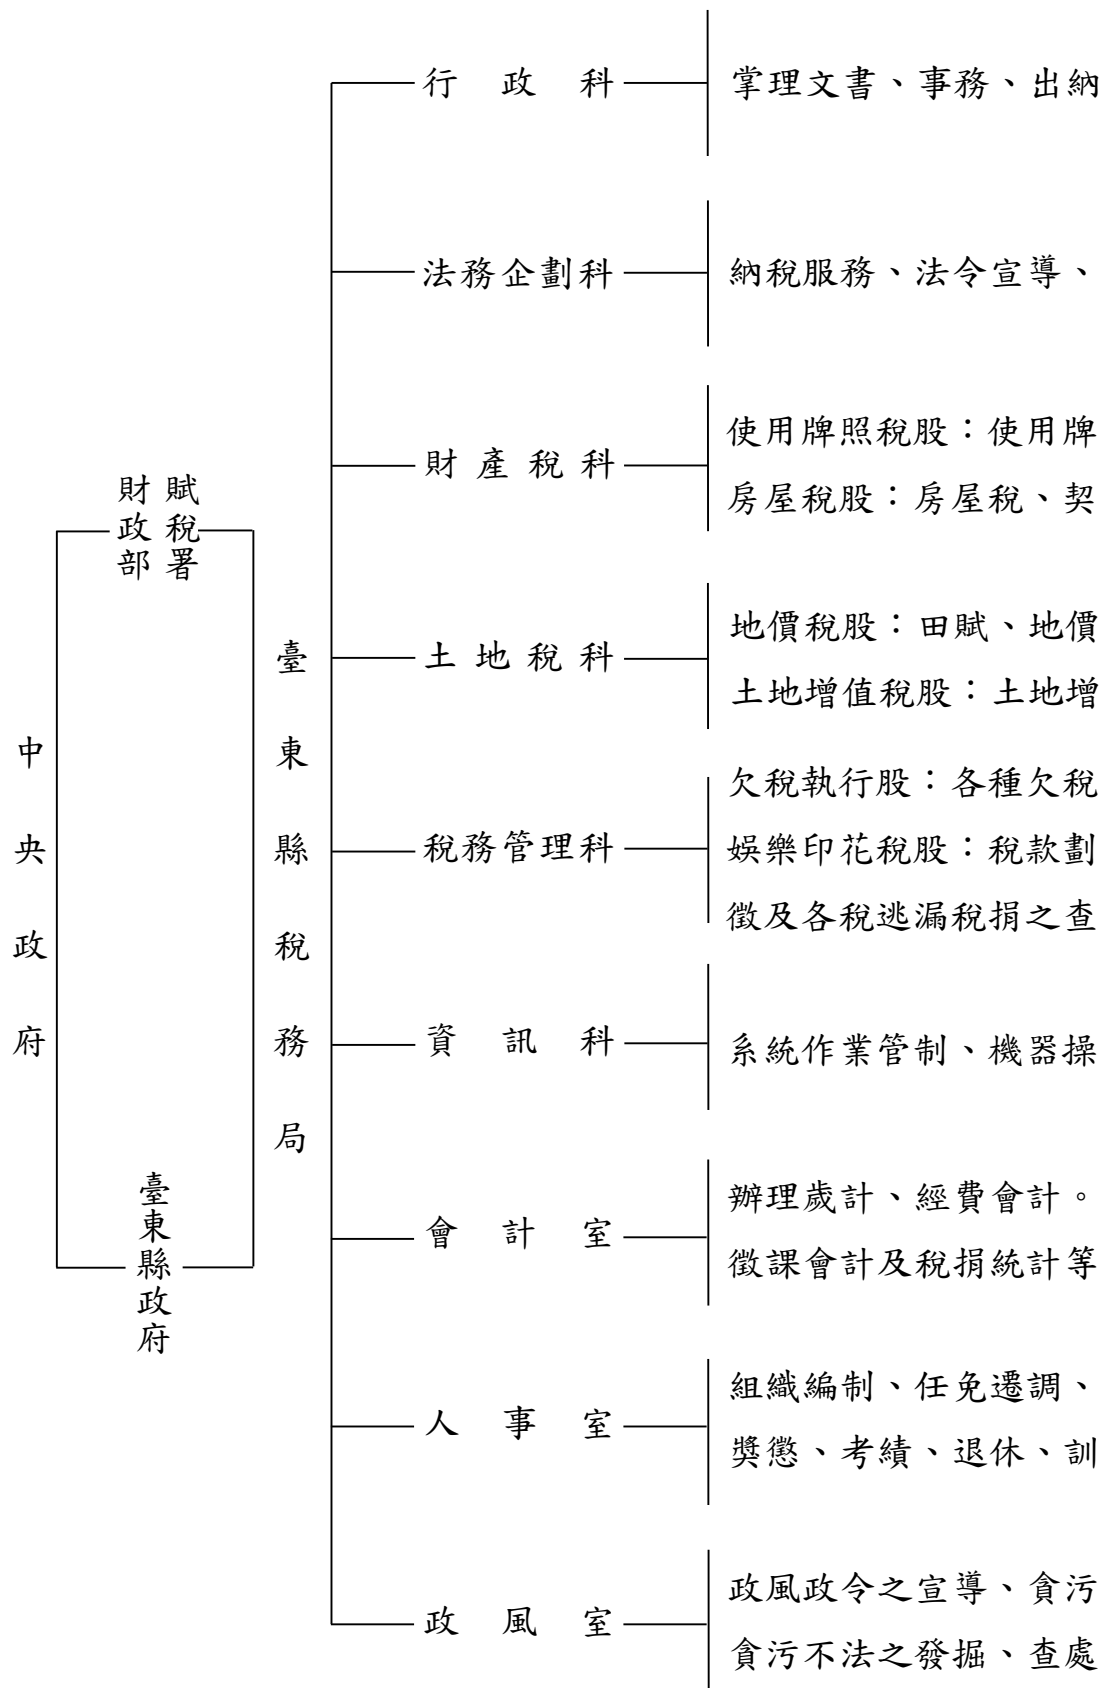 中央政府
財政部
賦稅署
臺東縣政府
臺東縣稅務局
行政科
掌理文書、事務、出納
法務企劃科
納稅服務、法令宣導、
財產稅科
使用牌照稅股：使用牌
房屋稅股：房屋稅、契
土地稅科
地價稅股：田賦、地價
土地增值稅股：土地增
稅務管理科
欠稅執行股：各種欠稅
娛樂印花稅股：稅款劃
徵及各稅逃漏稅捐之查
資訊科
系統作業管制、機器操
會計室
辦理歲計、經費會計。
徵課會計及稅捐統計等
人事室
組織編制、任免遷調、
獎懲、考績、退休、訓
政風室
政風政令之宣導、貪污
貪污不法之發掘、查處